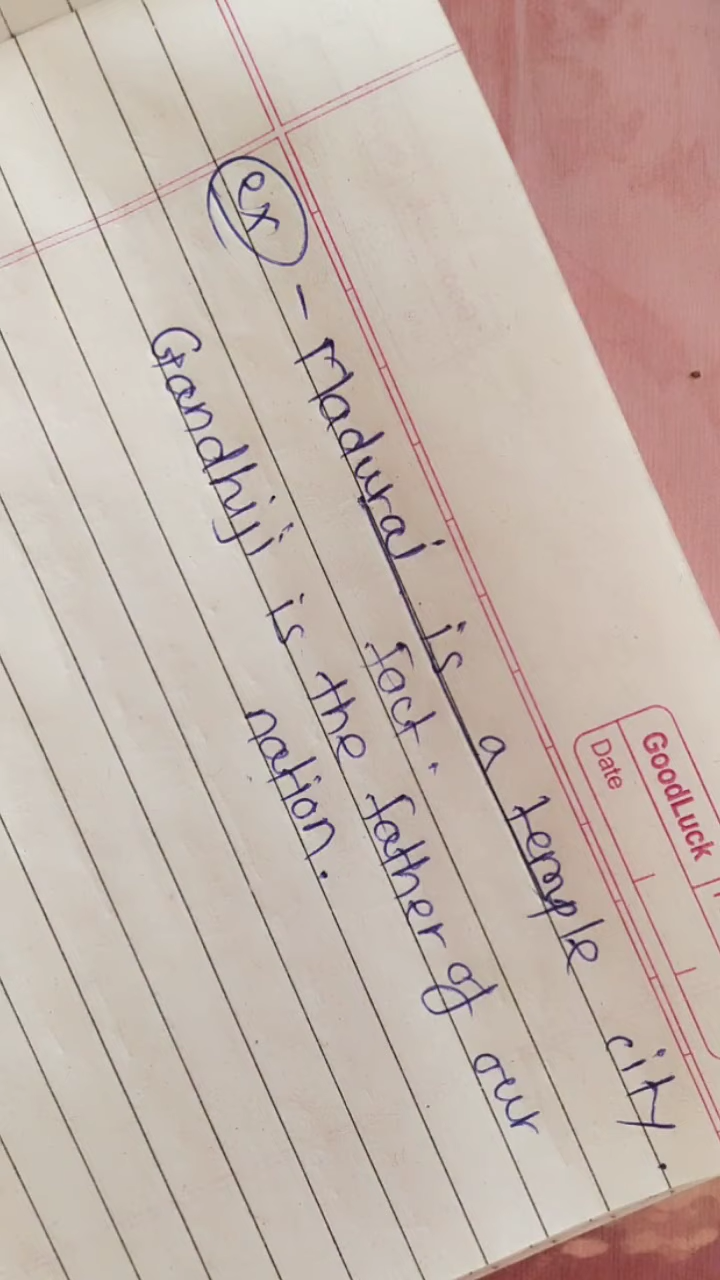 GoodLuck
Date
ex - Madurai is a temple city.
fact.
Gandhiji is the father of our
nation.